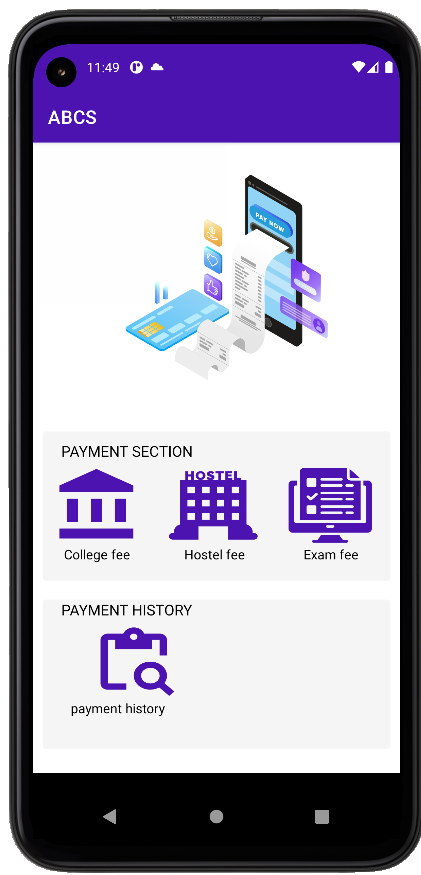 11:49
ABCS
PAY NOW
PAYMENT SECTION
HOSTEL
College fee
Hostel fee
Exam fee
PAYMENT HISTORY
payment history